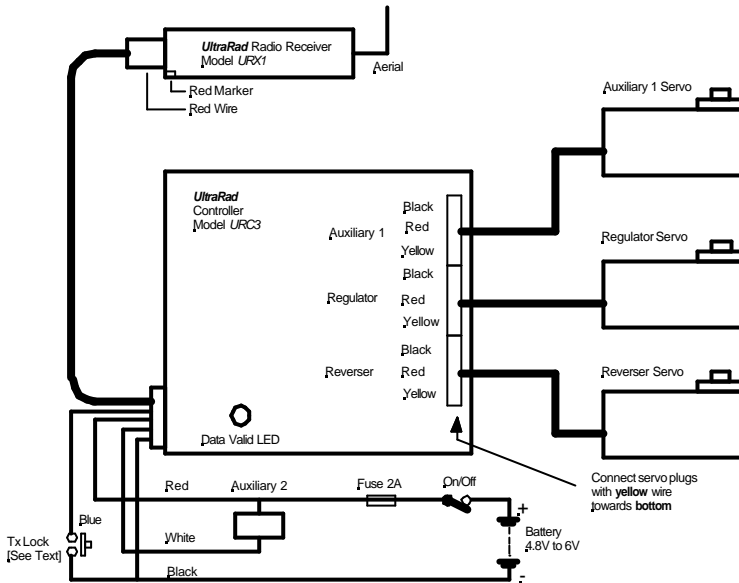 UltraRad Radio Receiver
Model URX1
Aerial
Red Marker
Red Wire
Auxiliary 1 Servo
UltraRad
Controller
Model URC3
Black
Auxiliary 1
Red
Yellow
Regulator Servo
Black
Regulator
Red
Yellow
Black
Reverser
Red
Yellow
Reverser Servo
Data Valid LED
Connect servo plugs
with yellow wire
towards bottom
Red
Auxiliary 2
Fuse 2A
On/Off
+
Battery
4.8V to 6V
-
Blue
Tx Lock
[See Text]
White
Black